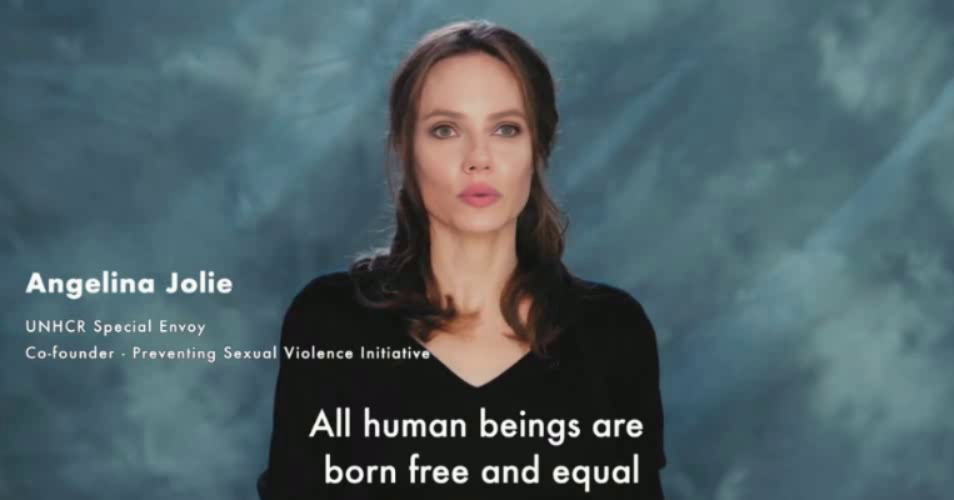 Angelina Jolie
UNHCR Special Envoy
Co-founder - Preventing Sexual Violence Initiative
All human beings are
born free and equal